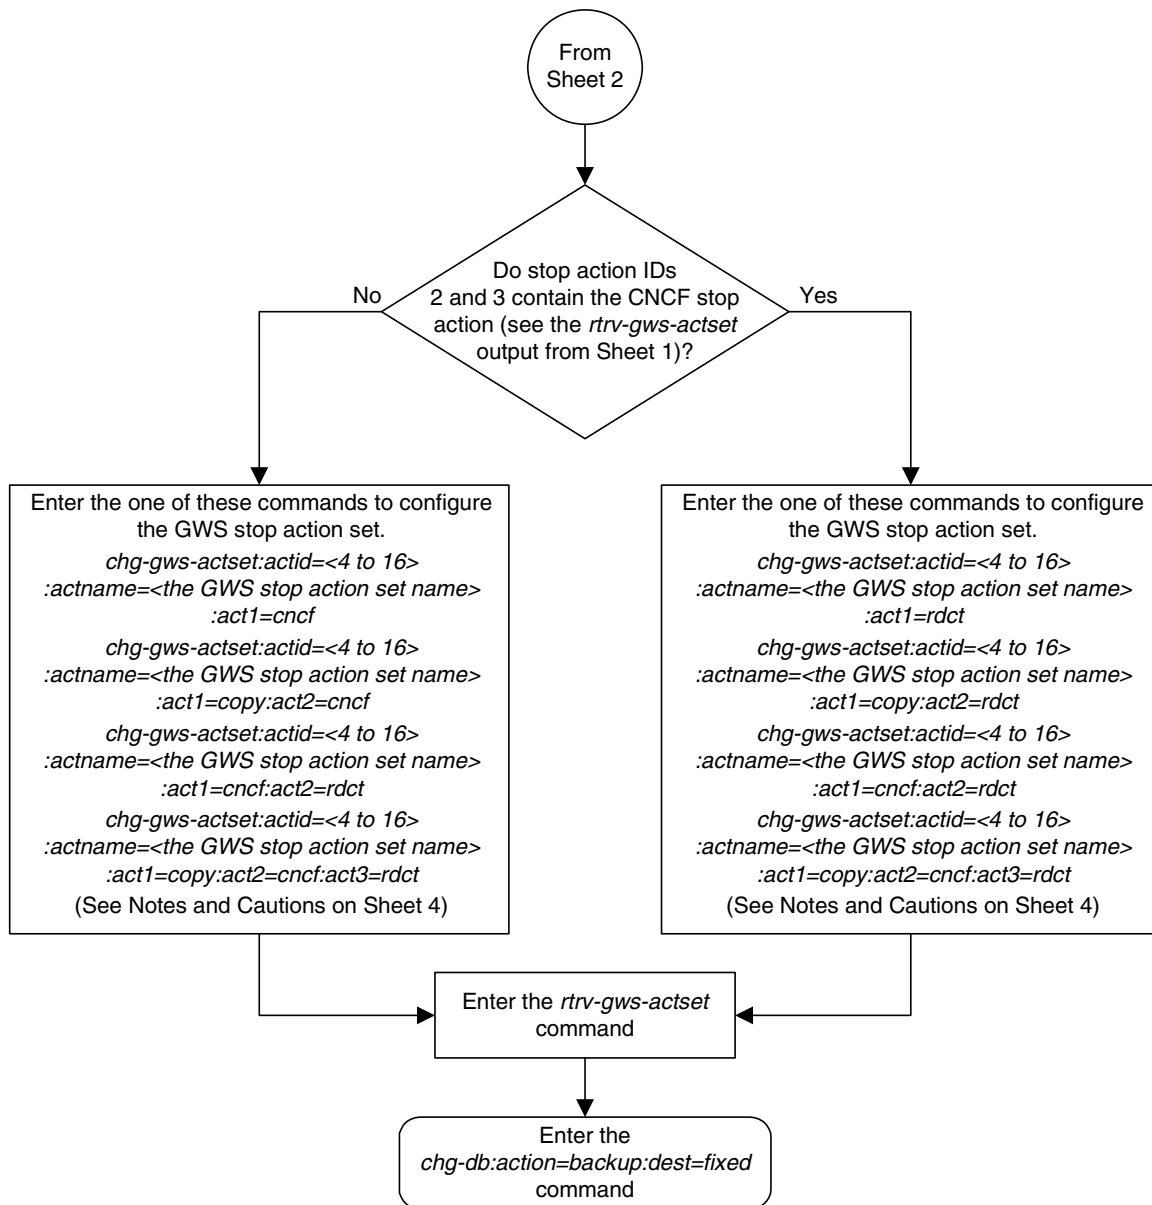 From
Sheet 2
Do stop action IDs
2 and 3 contain the CNCF stop
action (see the rtrv-gws-actset
output from Sheet 1)?
No
Yes
Enter the one of these commands to configure
the GWS stop action set.
chg-gws-actset:actid=<4 to 16>
:actname=<the GWS stop action set name>
:act1=cncf
chg-gws-actset:actid=<4 to 16>
:actname=<the GWS stop action set name>
:act1=copy:act2=cncf
chg-gws-actset:actid=<4 to 16>
:actname=<the GWS stop action set name>
:act1=cncf:act2=rdct
chg-gws-actset:actid=<4 to 16>
:actname=<the GWS stop action set name>
:act1=copy:act2=cncf:act3=rdct
(See Notes and Cautions on Sheet 4)
Enter the one of these commands to configure
the GWS stop action set.
chg-gws-actset:actid=<4 to 16>
:actname=<the GWS stop action set name>
:act1=rdct
chg-gws-actset:actid=<4 to 16>
:actname=<the GWS stop action set name>
:act1=copy:act2=rdct
chg-gws-actset:actid=<4 to 16>
:actname=<the GWS stop action set name>
:act1=cncf:act2=rdct
chg-gws-actset:actid=<4 to 16>
:actname=<the GWS stop action set name>
:act1=copy:act2=cncf:act3=rdct
(See Notes and Cautions on Sheet 4)
Enter the rtrv-gws-actset
command
Enter the
chg-db:action=backup:dest=fixed
command